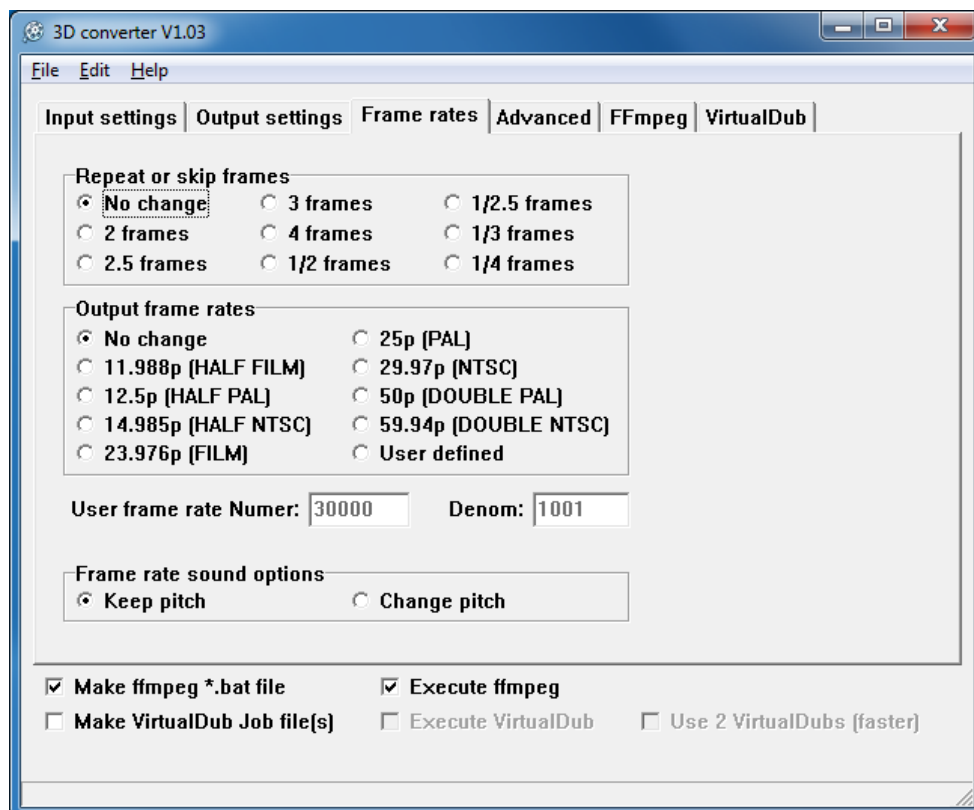 3D converter V1.03
File Edit Help
Input settings Output settings Frame rates Advanced FFmpeg VirtualDub
Repeat or skip frames
No change 3 frames 1/2.5 frames
2 frames 4 frames 1/3 frames
2.5 frames 1/2 frames 1/4 frames
Output frame rates
No change 25p (PAL)
11.988p (HALF FILM) 29.97p (NTSC)
12.5p (HALF PAL) 50p (DOUBLE PAL)
14.985p (HALF NTSC) 59.94p (DOUBLE NTSC)
23.976p (FILM) User defined
User frame rate Numer: 30000 Denom: 1001
Frame rate sound options
Keep pitch Change pitch
Make ffmpeg *.bat file Execute ffmpeg
Make VirtualDub Job file(s) Execute VirtualDub Use 2 VirtualDubs (faster)